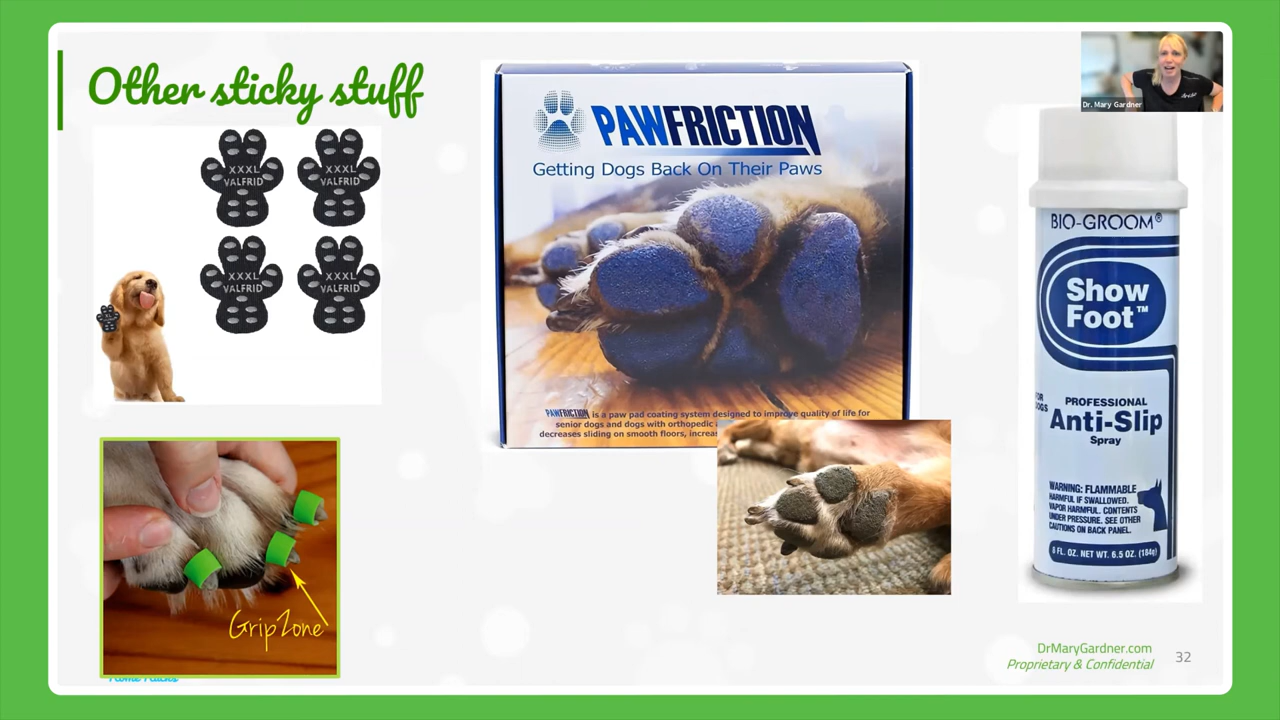 Other sticky stuff
XXXL
VALFRID
XXXL
VALFRID
XXXL
VALFRID
XXXL
VALFRID
GripZone
PAWFRICTION
Getting Dogs Back On Their Paws
PAWFRICTION is a paw pad coating system designed to improve quality of life for
senior dogs and dogs with orthopedic
decreases sliding on smooth floors,
Dr. Mary Gardner
BIO-GROOM®
Show
Foot™
FOR
DOGS
PROFESSIONAL
Anti-Slip
Spray
WARNING: FLAMMABLE
HARMFUL IF SWALLOWED.
VAPOR HARMFUL. CONTENTS
UNDER PRESSURE. SEE OTHER
CAUTIONS ON BACK PANEL.
8 FL. OZ. NET WT. 6.5 OZ. (184g)
DrMaryGardner.com
Proprietary & Confidential
32